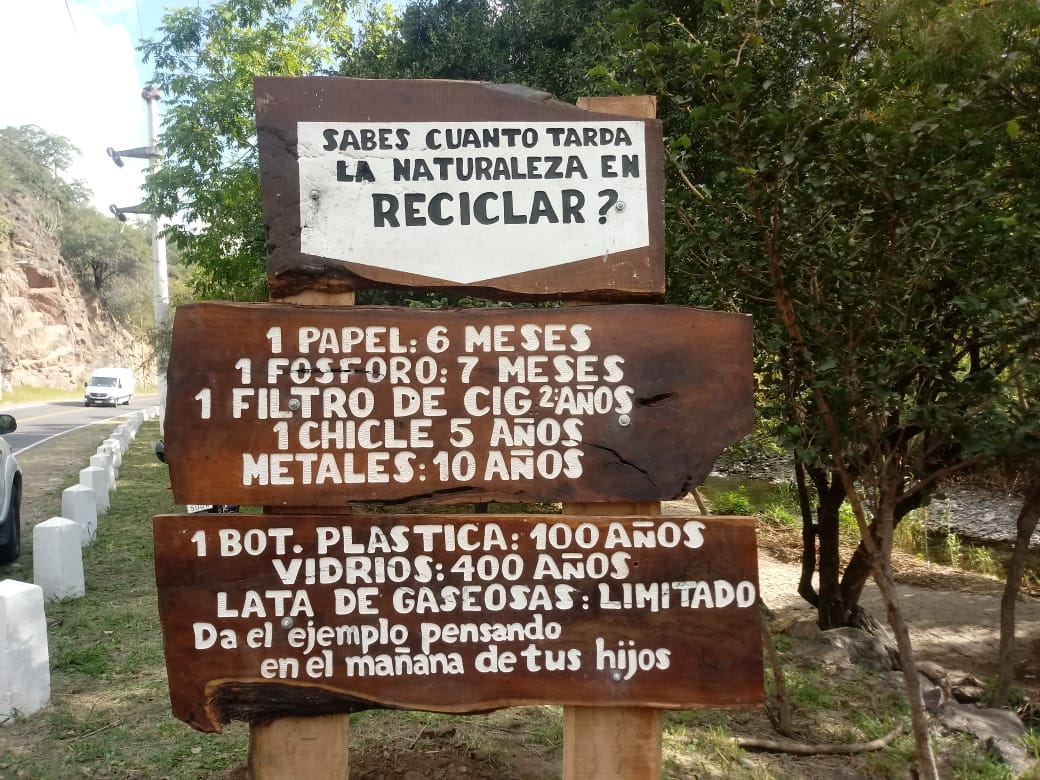 SABES CUANTO TARDA
LA NATURALEZA EN
RECICLAR?
1 PAPEL: 6 MESES
1 FOSFORO: 7 MESES
1 FILTRO DE CIG 2: AÑOS
1 CHICLE 5 AÑOS
METALES: 10 AÑOS
1 BOT. PLASTICA: 100 AÑOS
VIDRIOS: 400 AÑOS
LATA DE GASEOSAS: LIMITADO
Da el ejemplo pensando
en el mañana de tus hijos